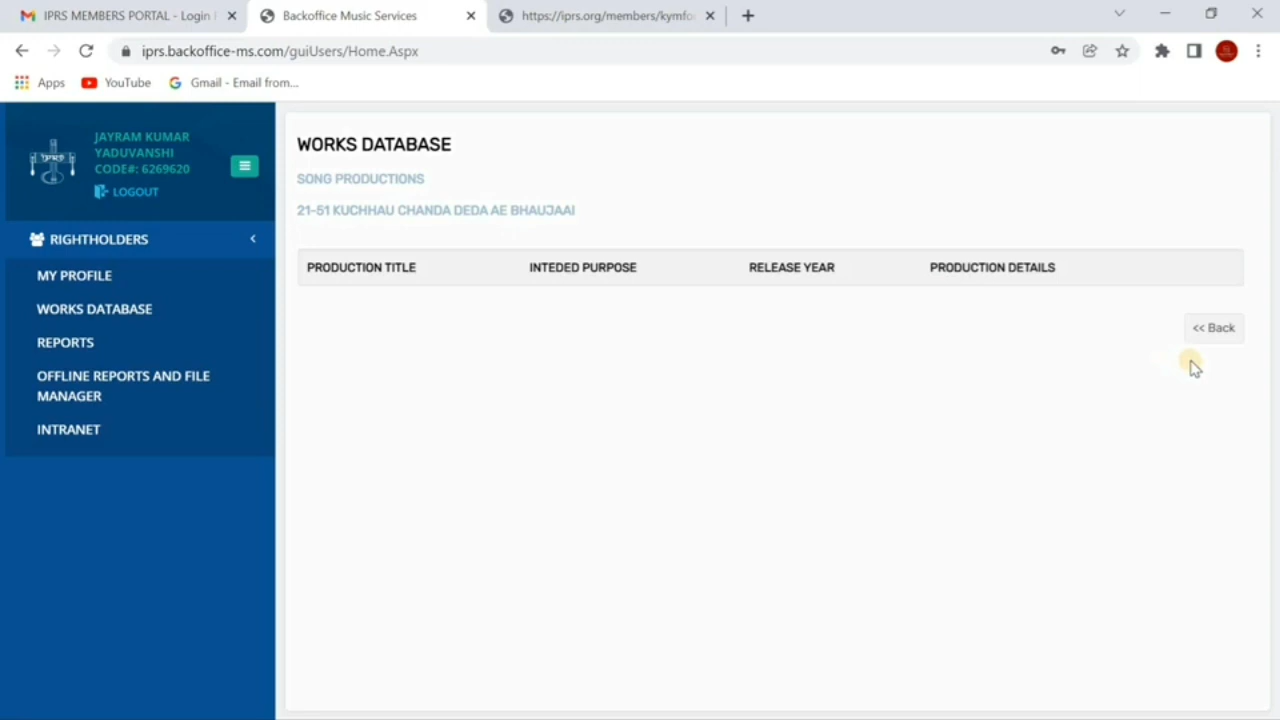 IPRS MEMBERS PORTAL - Login
Backoffice Music Services
https://iprs.org/members/kymfo
iprs.backoffice-ms.com/guiUsers/Home.Aspx
Apps
YouTube
Gmail - Email from...
JAYRAM KUMAR
YADUVANSHI
CODE#: 6269620
LOGOUT
RIGHTHOLDERS
MY PROFILE
WORKS DATABASE
REPORTS
OFFLINE REPORTS AND FILE
MANAGER
INTRANET
WORKS DATABASE
SONG PRODUCTIONS
21-51 KUCHHAU CHANDA DEDA AE BHAUJAAI
PRODUCTION TITLE INTEDED PURPOSE RELEASE YEAR PRODUCTION DETAILS
<< Back